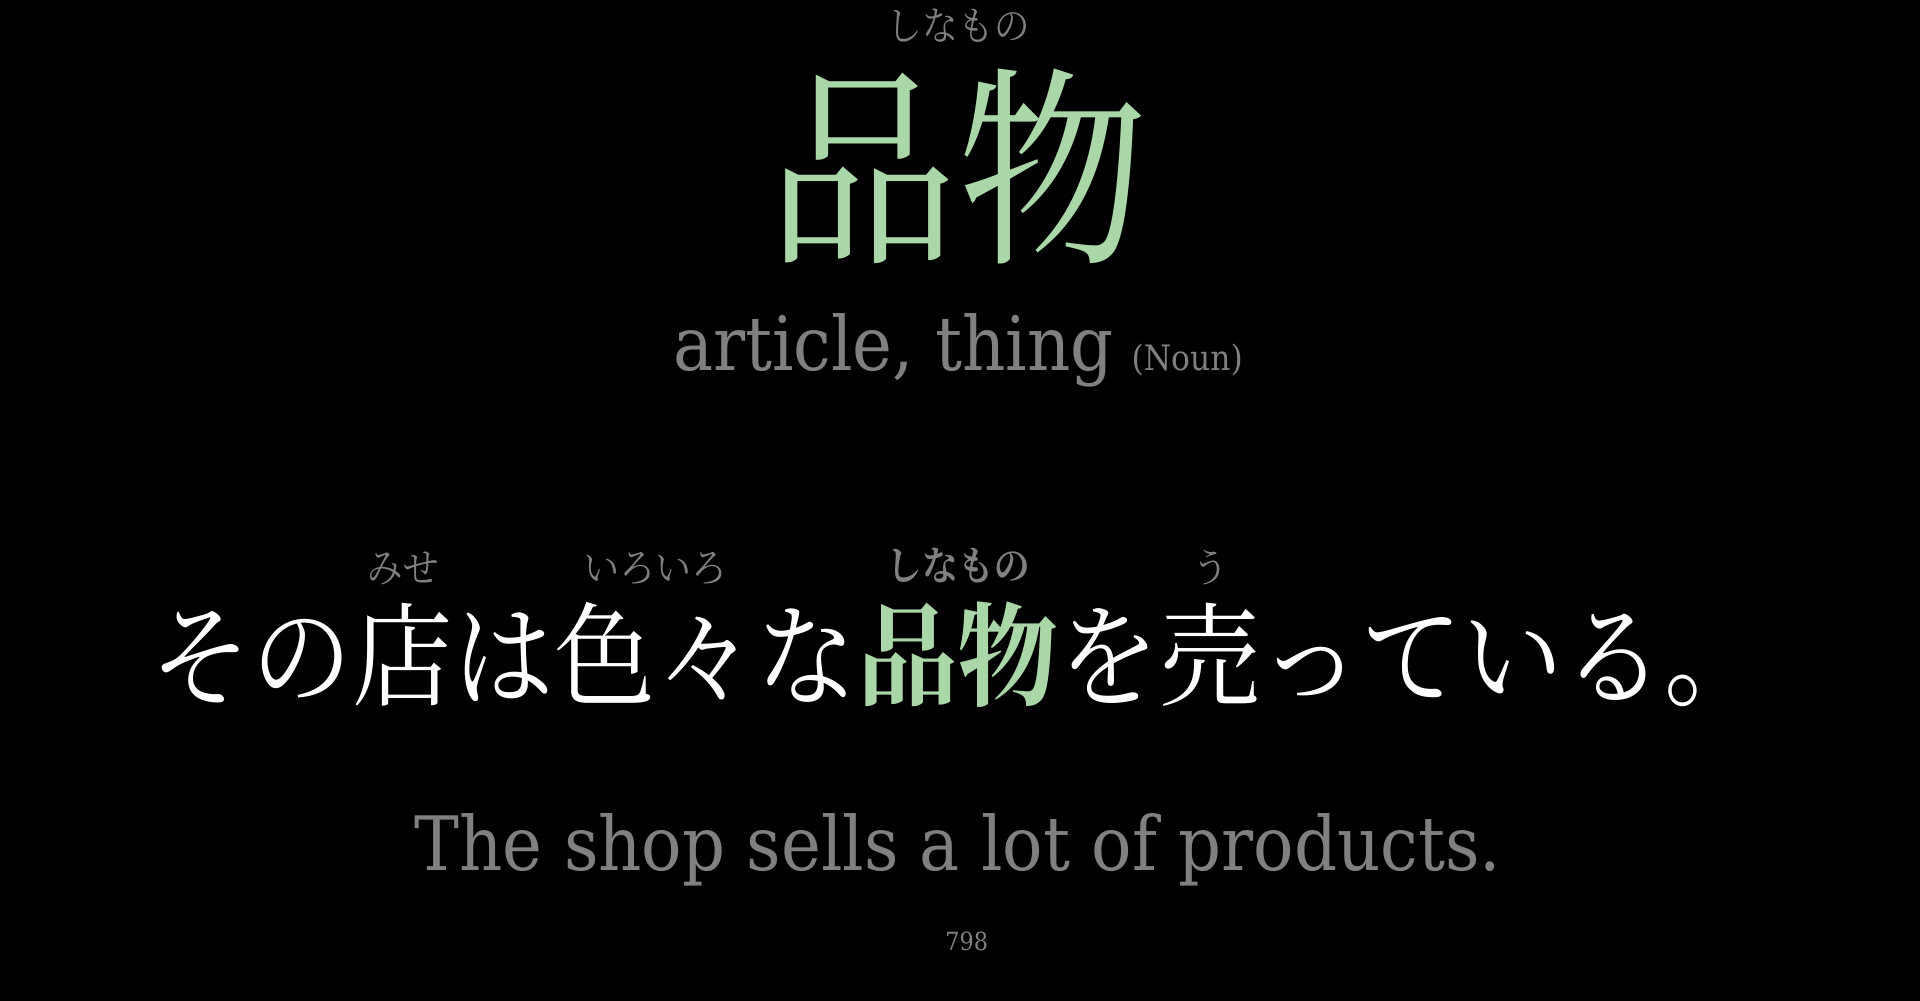 しなもの
品物
article, thing (Noun)
みせ いろいろ しなもの う
その店は色々な品物を売っている。
The shop sells a lot of products.
798